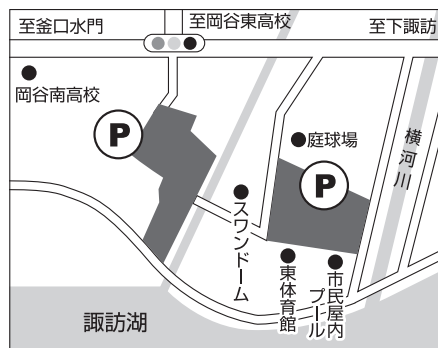 至釜口水門
至岡谷東高校
至下諏訪
岡谷南高校
P
庭球場
P
横河川
スワンドーム
東体育館
市民屋内
プール
諏訪湖